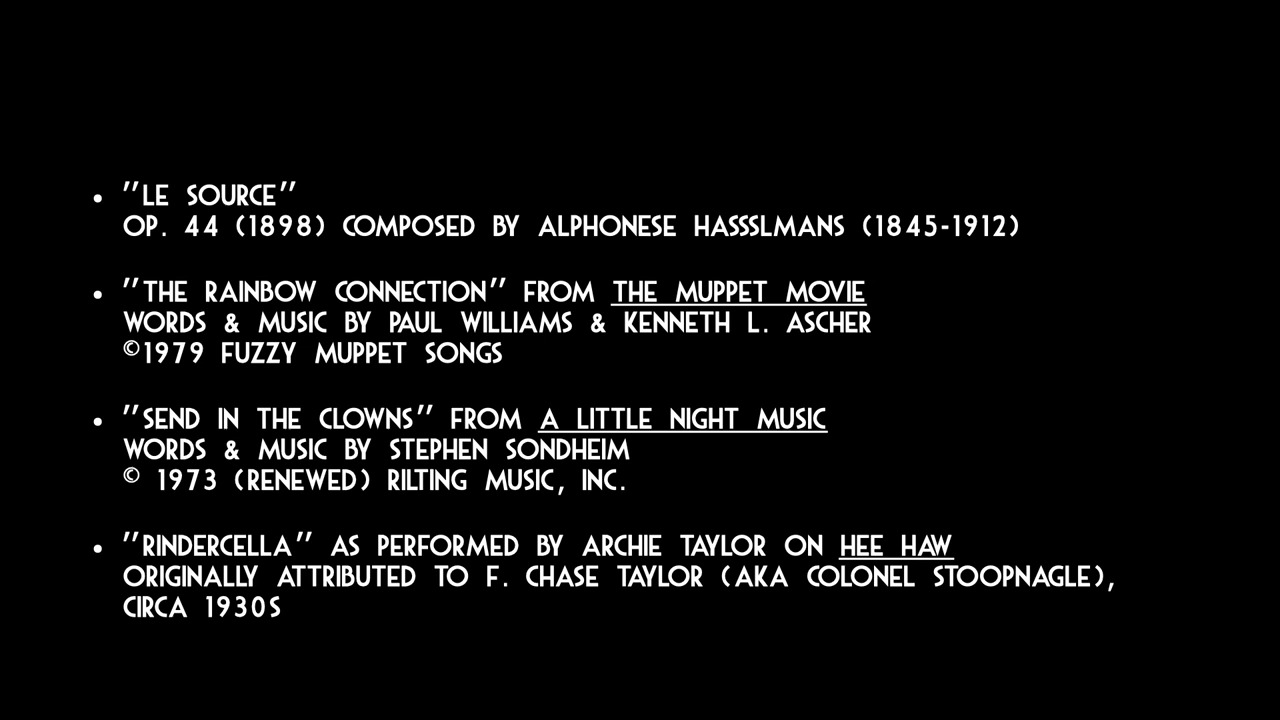 • "LE SOURCE"
OP. 44 (1898) COMPOSED BY ALPHONESE HASSSLMANS (1845-1912)
• "THE RAINBOW CONNECTION" FROM THE MUPPET MOVIE
WORDS & MUSIC BY PAUL WILLIAMS & KENNETH L. ASCHER
©1979 FUZZY MUPPET SONGS
• "SEND IN THE CLOWNS" FROM A LITTLE NIGHT MUSIC
WORDS & MUSIC BY STEPHEN SONDHEIM
© 1973 (RENEWED) RILTING MUSIC, INC.
• "RINDERCELLA" AS PERFORMED BY ARCHIE TAYLOR ON HEE HAW
ORIGINALLY ATTRIBUTED TO F. CHASE TAYLOR (AKA COLONEL STOOPNAGLE),
CIRCA 1930S